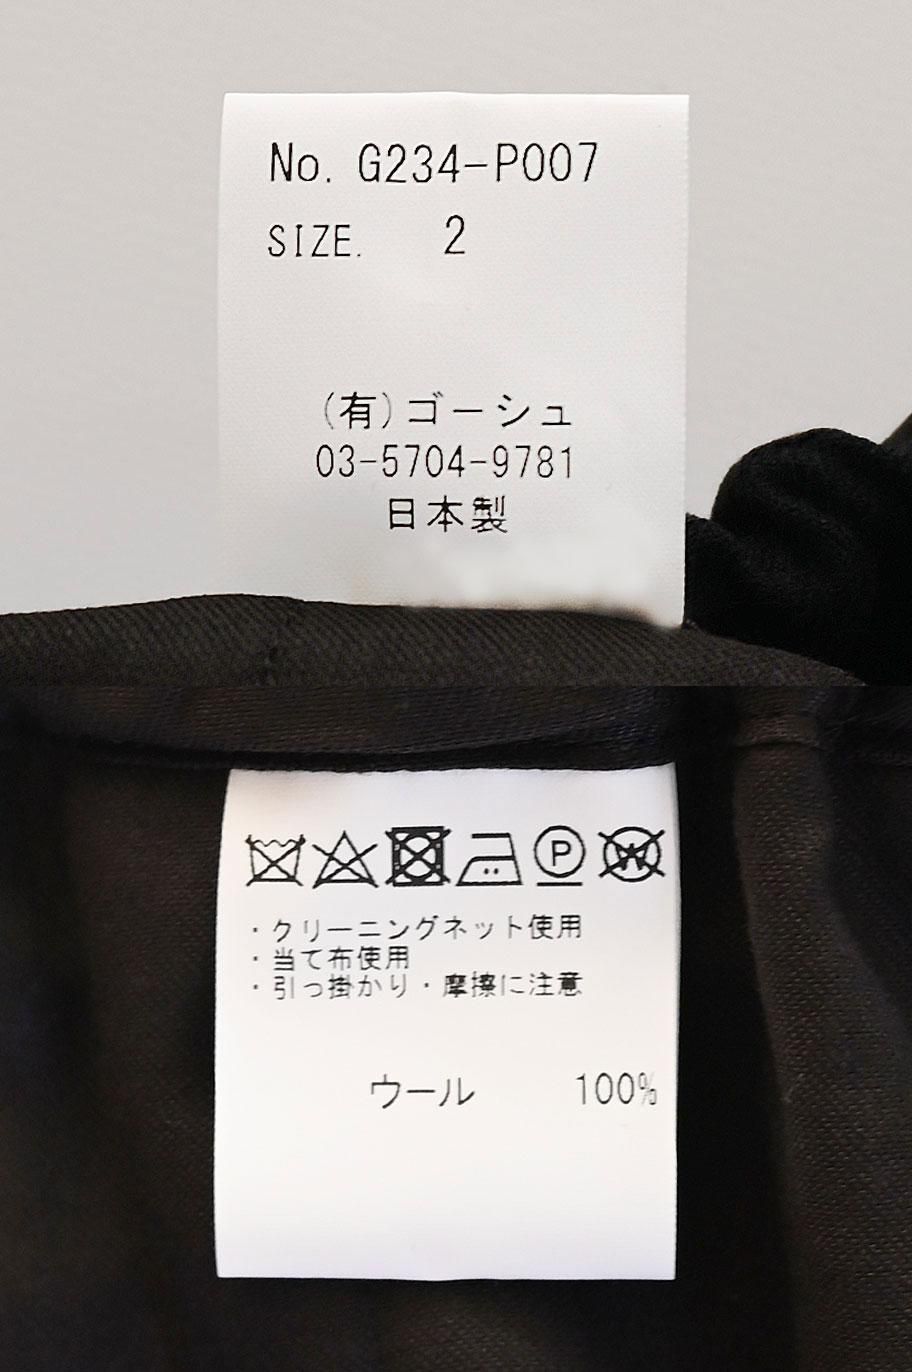 No. G234-P007
SIZE. 2
(有)ゴーシュ
03-5704-9781
日本製
P W
・クリーニングネット使用
・当て布使用
・引っ掛かり・摩擦に注意
ウール 100%